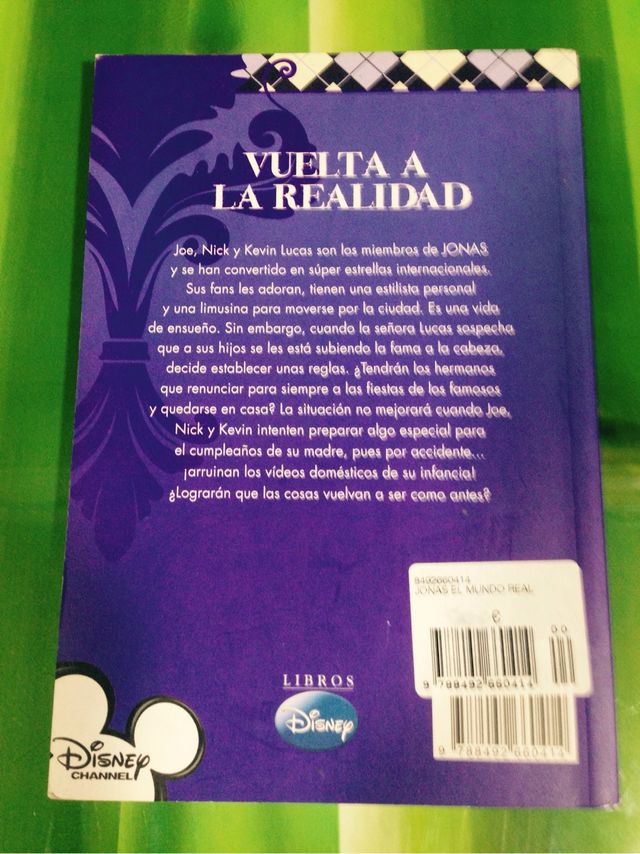 VUELTA A
LA REALIDAD
Joe, Nick y Kevin Lucas son los miembros de JONAS
y se han convertido en súper estrellas internacionales.
Sus fans les adoran, tienen una estilista personal
y una limusina para moverse por la ciudad. Es una vida
de ensueño. Sin embargo, cuando la señora Lucas sospecha
que a sus hijos se les está subiendo la fama a la cabeza,
decide establecer unas reglas. ¿Tendrán los hermanos
que renunciar para siempre a las fiestas de los famosos
y quedarse en casa? La situación no mejorará cuando Joe,
Nick y Kevin intenten preparar algo especial para
el cumpleaños de su madre, pues por accidente...
¡arruinan los vídeos domésticos de su infancia!
¿Lograrán que las cosas vuelvan a ser como antes?
8492660414
JONAS EL MUNDO REAL
€
00
9 788492 660414
9 788492 660414
LIBROS
Disney
Disney
CHANNEL